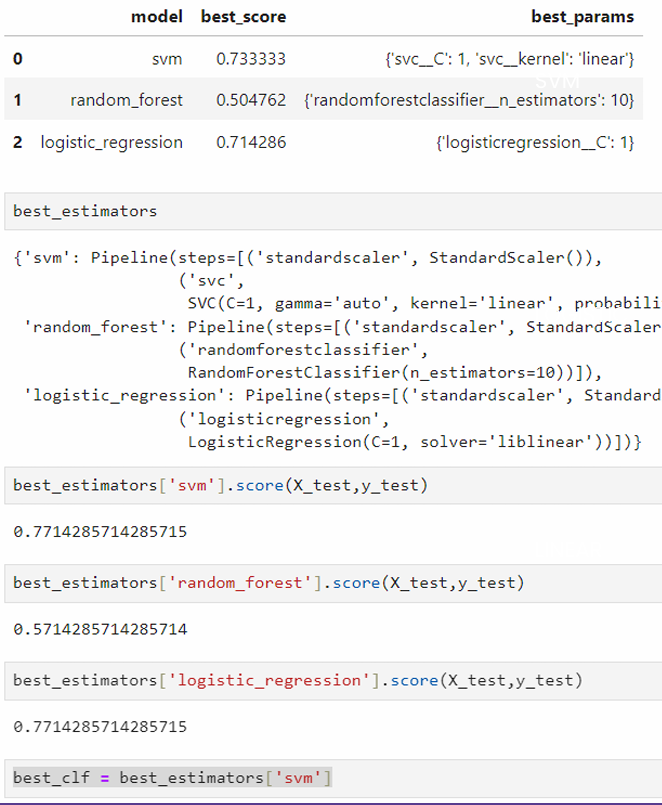 model best_score best_params
0 svm 0.733333 {'svc__C': 1, 'svc__kernel': 'linear'}
SVM
1 random_forest 0.504762 {'randomforestclassifier__n_estimators': 10}
2 logistic_regression 0.714286 {'logisticregression__C': 1}
best_estimators
{'svm': Pipeline(steps=[('standardscaler', StandardScaler()),
('svc',
SVC(C=1, gamma='auto', kernel='linear', probabili
'random_forest': Pipeline(steps=[('standardscaler', StandardScaler
('randomforestclassifier',
RandomForestClassifier(n_estimators=10))]),
'logistic_regression': Pipeline(steps=[('standardscaler', Standard
('logisticregression',
LogisticRegression(C=1, solver='liblinear'))])}
best_estimators['svm'].score(X_test,y_test)
0.7714285714285715
best_estimators['random_forest'].score(X_test,y_test)
0.5714285714285714
best_estimators['logistic_regression'].score(X_test,y_test)
0.7714285714285715
best_clf = best_estimators['svm']